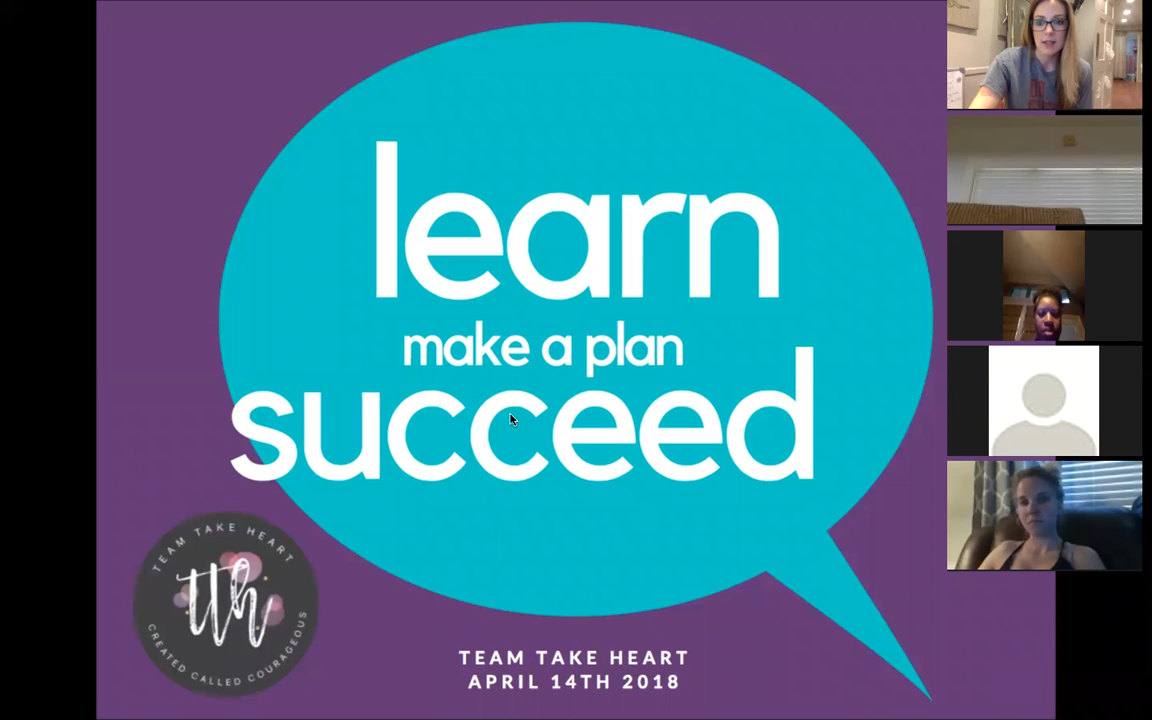 learn
make a plan
succeed
TEAM TAKE HEART
tth
CREATED CALLED COURAGEOUS
TEAM TAKE HEART
APRIL 14TH 2018